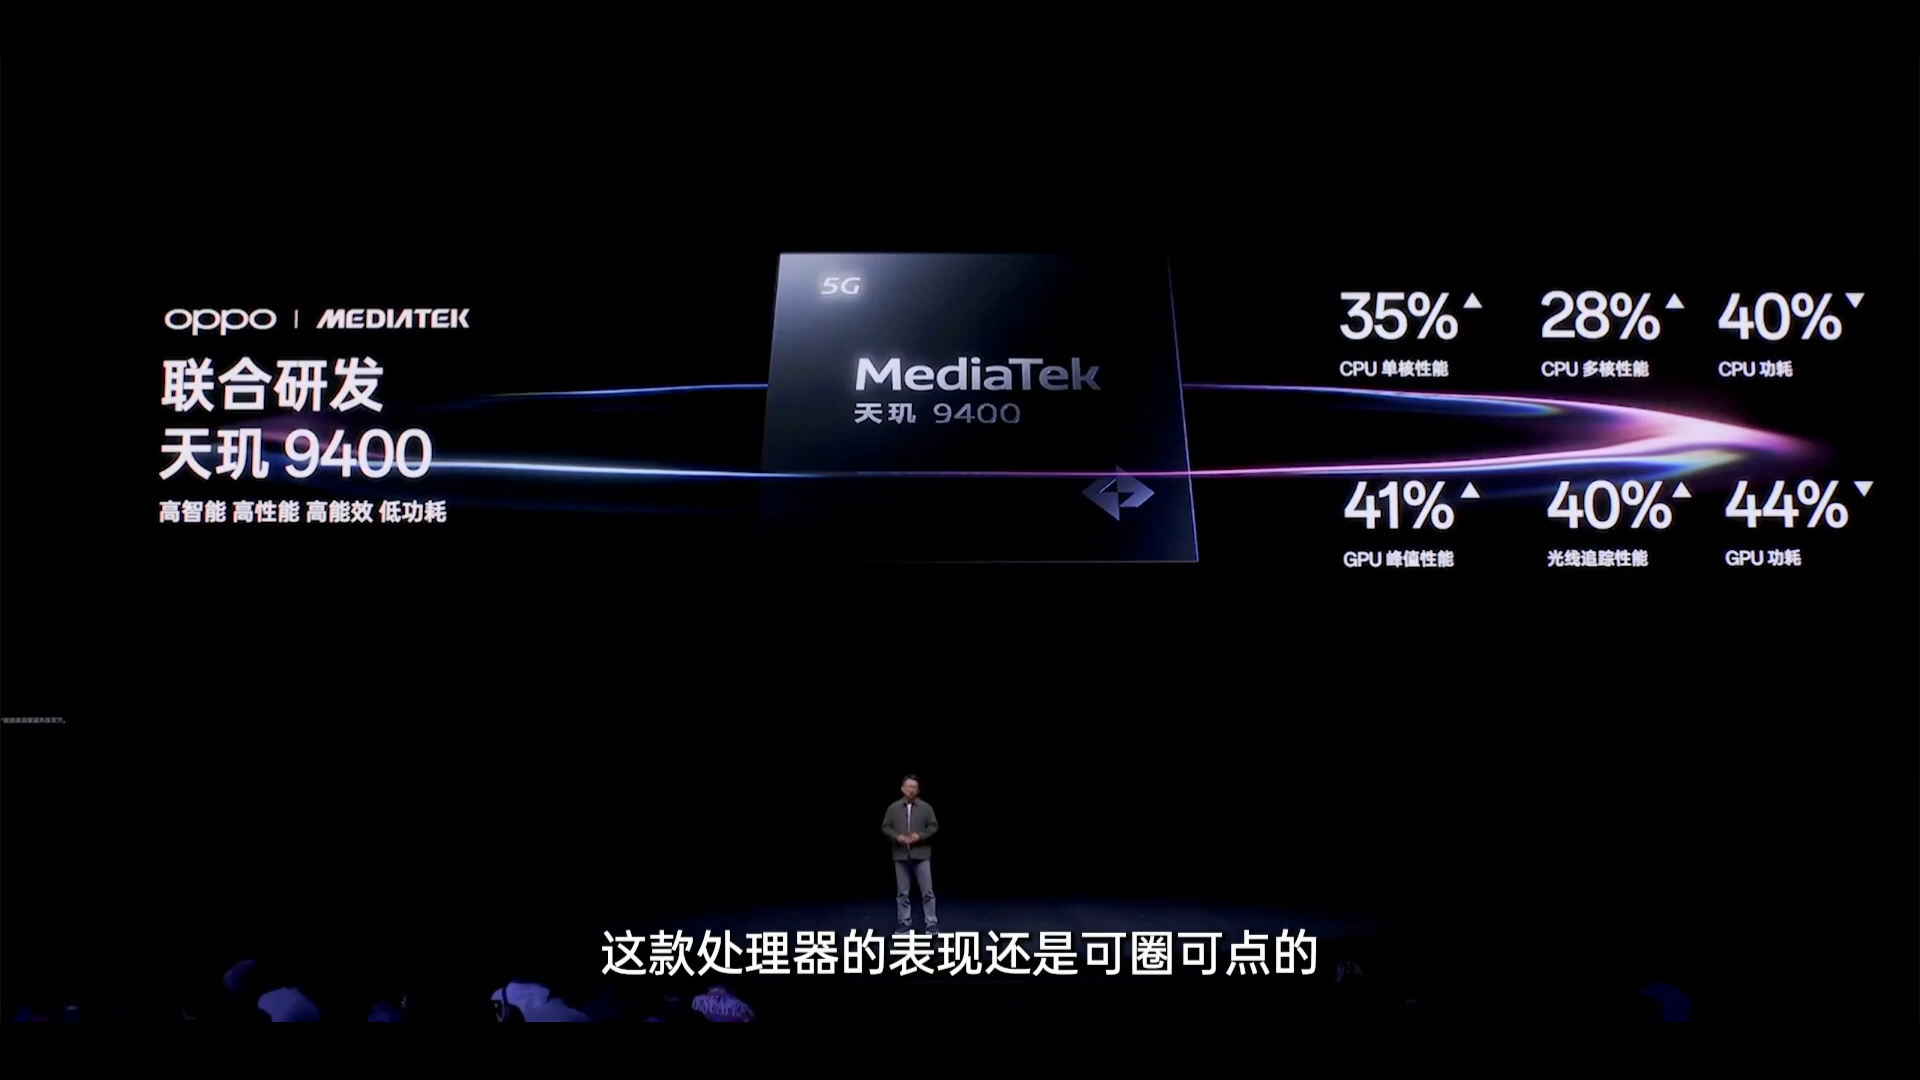 oppo | MEDIATEK
联合研发
天玑 9400
高智能 高性能 高能效 低功耗
5G
MediaTek
天玑 9400
35%▲ 28%▲ 40%▼
CPU 单核性能 CPU 多核性能 CPU 功耗
41%▲ 40%▲ 44%▼
GPU 峰值性能 光线追踪性能 GPU 功耗
这款处理器的表现还是可圈可点的